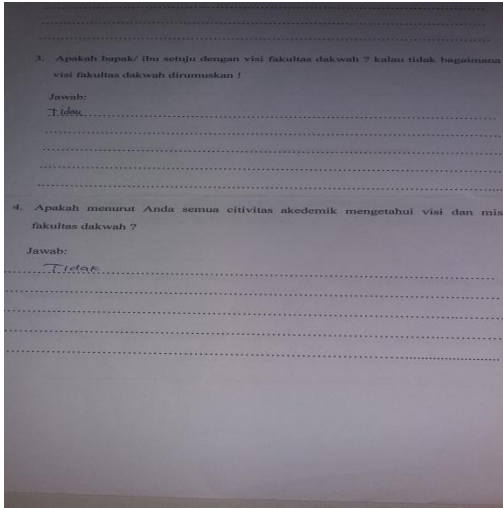 3. Apakah bapak/ ibu setuju dengan visi fakultas dakwah ? kalau tidak bagaimana
visi fakultas dakwah dirumuskan !
Jawab:
Tidak
4. Apakah menurut Anda semua citivitas akedemik mengetahui visi dan mis
fakultas dakwah ?
Jawab:
Tidak